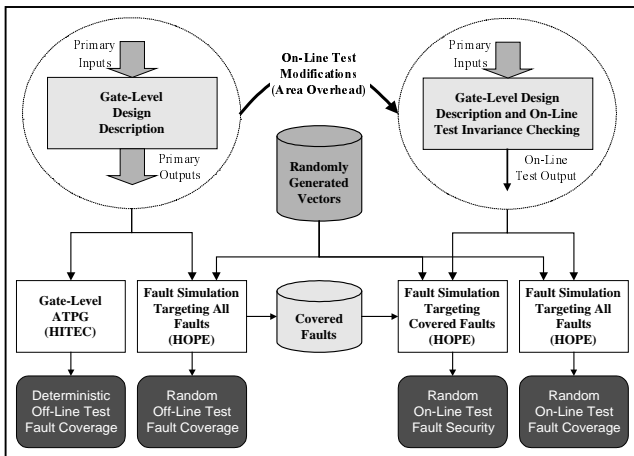 Primary
Inputs
Gate-Level
Design
Description
Primary
Outputs
On-Line Test
Modifications
(Area Overhead)
Randomly
Generated
Vectors
Primary
Inputs
Gate-Level Design
Description and On-Line
Test Invariance Checking
On-Line
Test Output
Gate-Level
ATPG
(HITEC)
Fault Simulation
Targeting All
Faults
(HOPE)
Covered
Faults
Fault Simulation
Targeting
Covered Faults
(HOPE)
Fault Simulation
Targeting All
Faults
(HOPE)
Deterministic
Off-Line Test
Fault Coverage
Random
Off-Line Test
Fault Coverage
Random
On-Line Test
Fault Security
Random
On-Line Test
Fault Coverage